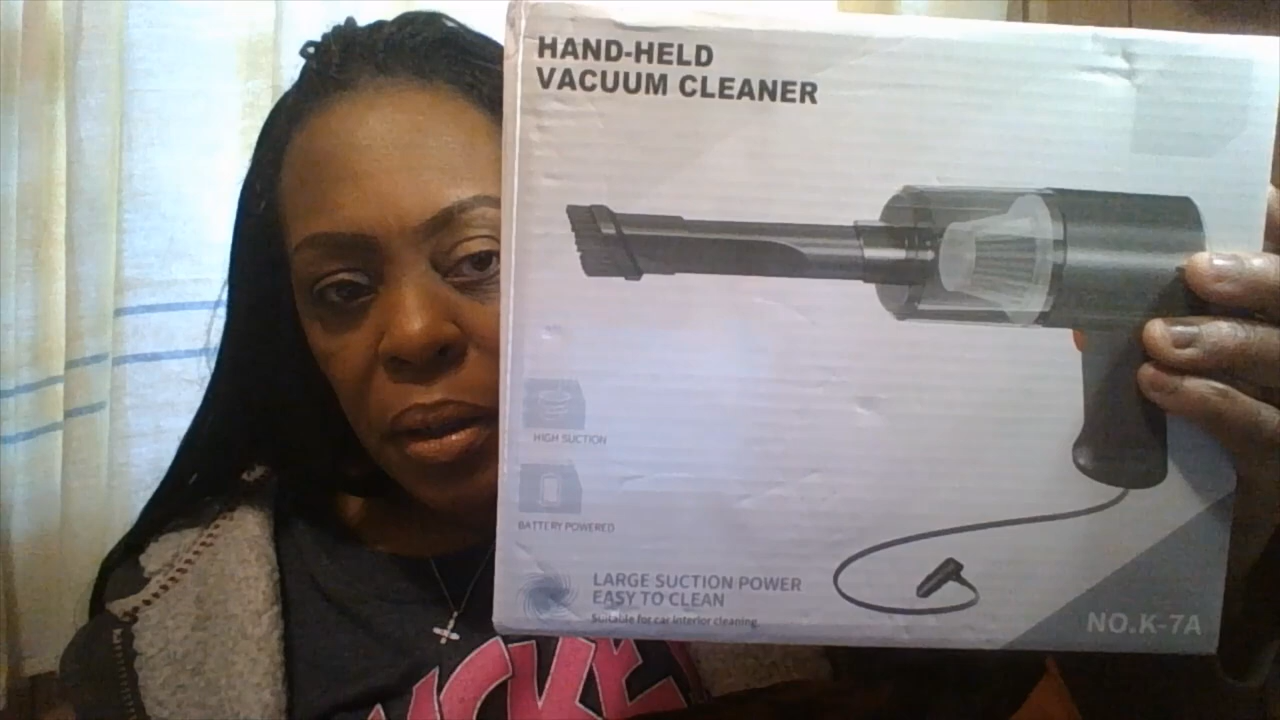 HAND-HELD
VACUUM CLEANER
HIGH SUCTION
BATTERY POWERED
LARGE SUCTION POWER
EASY TO CLEAN
Suitable for car interior cleaning.
NO.K-7A